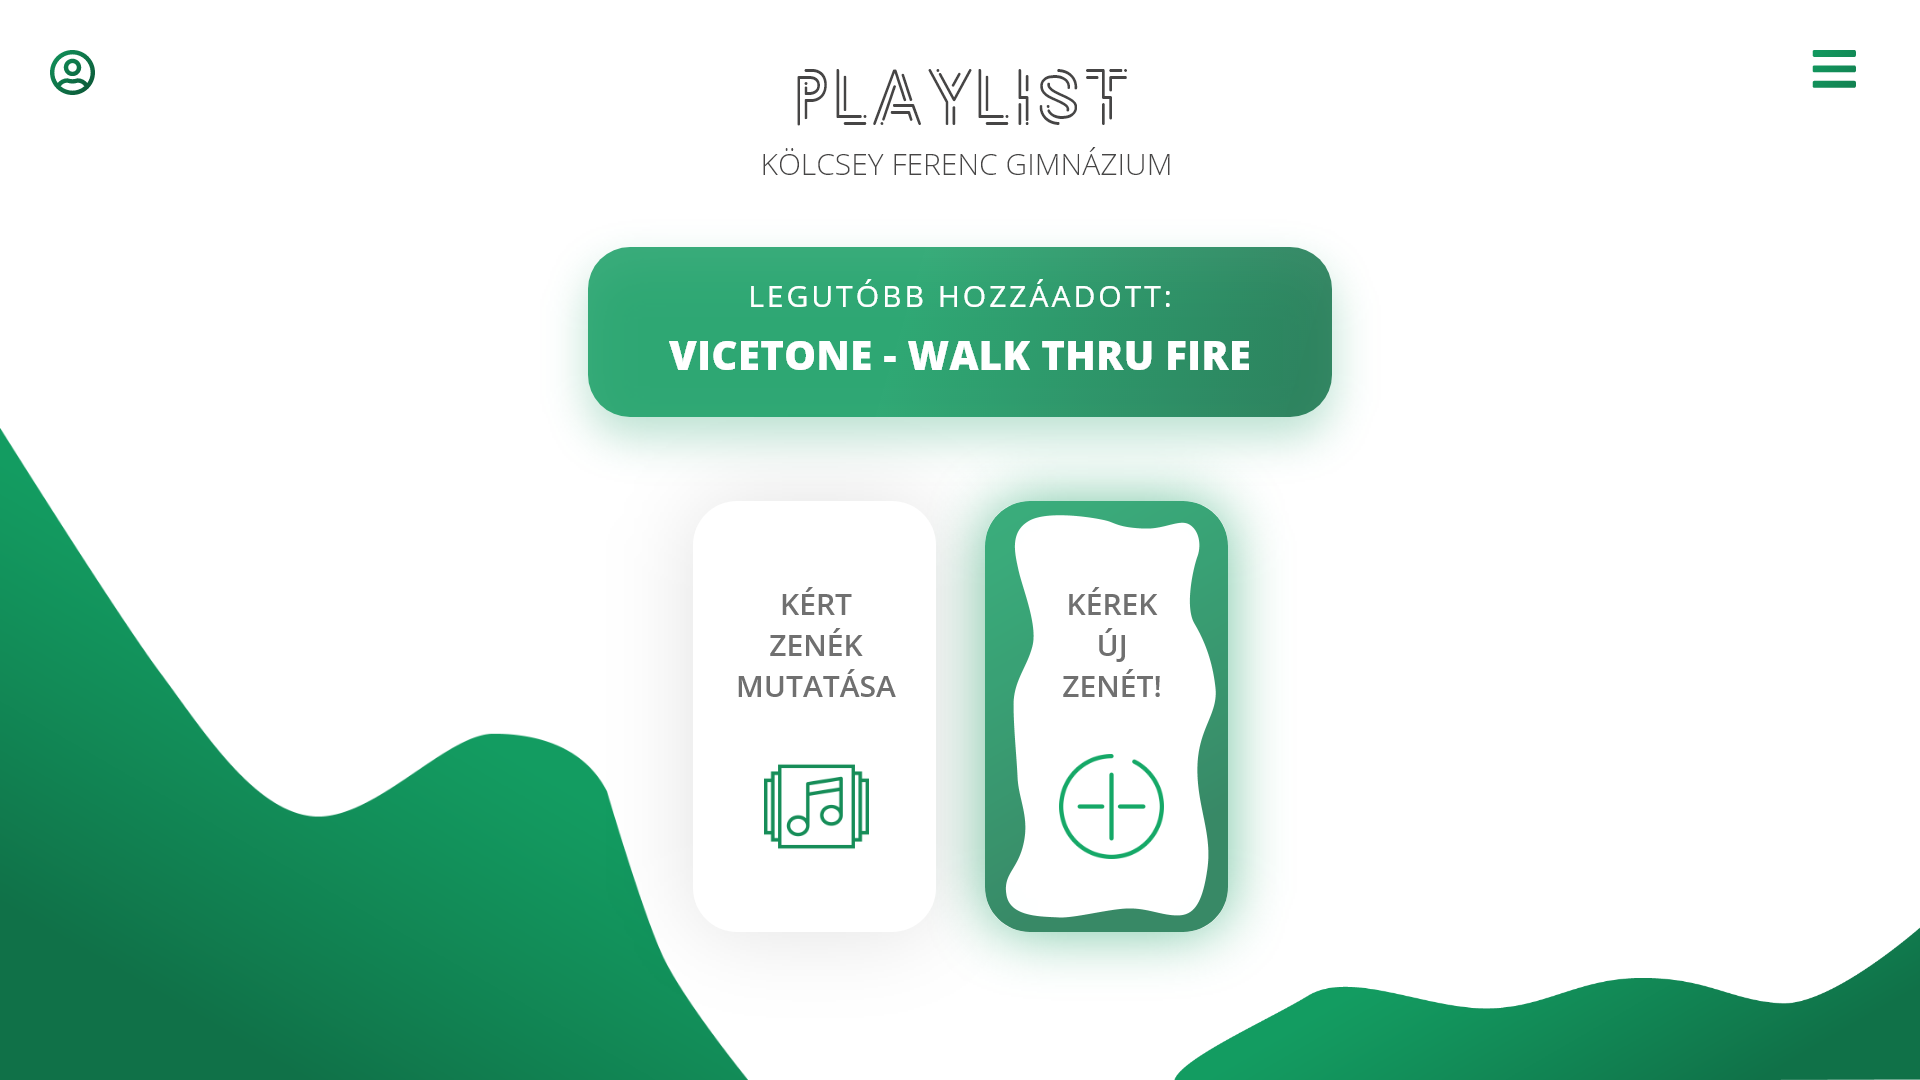 PLAYLIST
KÖLCSEY FERENC GIMNÁZIUM
LEGUTÓBB HOZZÁADOTT:
VICETONE - WALK THRU FIRE
KÉRT
ZENÉK
MUTATÁSA
KÉREK
ÚJ
ZENÉT!